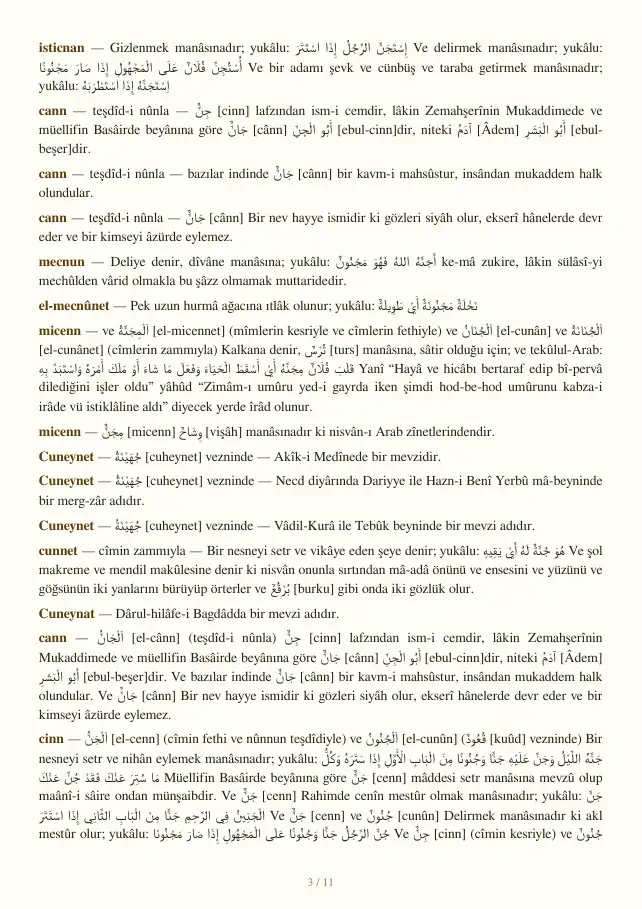 isticnan — Gizlenmek manâsınadır; yukâlu: إِسْتَجَنَّ الرَّجُلُ إِذَا اسْتَتَرَ Ve delirmek manâsınadır; yukâlu:
أُسْتُجِنَّ فُلَانٌ عَلَى الْمَجْهُولِ إِذَا صَارَ مَجْنُونًا Ve bir adamı şevk ve cünbüş ve taraba getirmek manâsınadır;
yukâlu: إِسْتَجَنَّهُ إِذَا اسْتَطْرَبَهُ
cann — teşdîd-i nûnla — جِنٌّ [cinn] lafzından ism-i cemdir, lâkin Zemahşerînin Mukaddimede ve
müellifin Basâirde beyânına göre جَانٌّ [cânn] أَبُو الْجِنّ [ebul-cinn]dir, niteki آدَمُ [Âdem] أَبُو الْبَشَرِ [ebul-
beşer]dir.
cann — teşdîd-i nûnla — bazılar indinde جَانٌّ [cânn] bir kavm-i mahsûstur, insândan mukaddem halk
olundular.
cann — teşdîd-i nûnla — جَانٌّ [cânn] Bir nev hayye ismidir ki gözleri siyâh olur, ekserî hânelerde devr
eder ve bir kimseyi âzürde eylemez.
mecnun — Deliye denir, dîvâne manâsına; yukâlu: أَجَنَّهُ اللهُ فَهُوَ مَجْنُونٌ ke-mâ zukire, lâkin sülâsî-yi
mechûlden vârid olmakla bu şâzz olmamak muttaridedir.
el-mecnûnet — Pek uzun hurmâ ağacına ıtlâk olunur; yukâlu: نَخْلَةٌ مَجْنُونَةٌ أَيْ طَوِيلَةٌ
micenn — ve اَلْمِجَنَّةُ [el-micennet] (mîmlerin kesriyle ve cîmlerin fethiyle) ve اَلْجُنَانُ [el-cunân] ve اَلْجُنَانَةُ
[el-cunânet] (cîmlerin zammıyla) Kalkana denir, تُرْسٌ [turs] manâsına, sâtir olduğu için; ve tekûlul-Arab:
قَلَبَ فُلَانٌ مِجَنَّهُ أَيْ أَسْقَطَ الْحَيَاءَ وَفَعَلَ مَا شَاءَ أَوْ مَلَكَ أَمْرَهُ وَاسْتَبَدَّ بِهِ Yanî “Hayâ ve hicâbı bertaraf edip bî-pervâ
dilediğini işler oldu” yâhûd “Zimâm-ı umûru yed-i gayrda iken şimdi hod-be-hod umûrunu kabza-i
irâde vü istiklâline aldı” diyecek yerde îrâd olunur.
micenn — مِجَنٌّ [micenn] وِشَاحٌ [vişâh] manâsınadır ki nisvân-ı Arab zînetlerindendir.
Cuneynet — جُهَيْنَةُ [cuheynet] vezninde — Akîk-i Medînede bir mevzidir.
Cuneynet — جُهَيْنَةُ [cuheynet] vezninde — Necd diyârında Dariyye ile Hazn-i Benî Yerbû mâ-beyninde
bir merg-zâr adıdır.
Cuneynet — جُهَيْنَةُ [cuheynet] vezninde — Vâdil-Kurâ ile Tebûk beyninde bir mevzi adıdır.
cunnet — cîmin zammıyla — Bir nesneyi setr ve vikâye eden şeye denir; yukâlu: هُوَ جُنَّةٌ لَهُ أَيْ يَقِيهِ Ve şol
makreme ve mendil makûlesine denir ki nisvân onunla sırtından mâ-adâ önünü ve ensesini ve yüzünü ve
göğsünün iki yanlarını bürüyüp örterler ve بُرْقُعٌ [burku] gibi onda iki gözlük olur.
Cuneynat — Dârul-hilâfe-i Bagdâdda bir mevzi adıdır.
cann — اَلْجَانُّ [el-cânn] (teşdîd-i nûnla) جِنٌّ [cinn] lafzından ism-i cemdir, lâkin Zemahşerînin
Mukaddimede ve müellifin Basâirde beyânına göre جَانٌّ [cânn] أَبُو الْجِنّ [ebul-cinn]dir, niteki آدَمُ [Âdem]
أَبُو الْبَشَرِ [ebul-beşer]dir. Ve bazılar indinde جَانٌّ [cânn] bir kavm-i mahsûstur, insândan mukaddem halk
olundular. Ve جَانٌّ [cânn] Bir nev hayye ismidir ki gözleri siyâh olur, ekserî hânelerde devr eder ve bir
kimseyi âzürde eylemez.
cinn — اَلْجَنُّ [el-cenn] (cîmin fethi ve nûnnun teşdîdiyle) ve اَلْجُنُونُ [el-cunûn] (قُعُودٌ [kuûd] vezninde) Bir
nesneyi setr ve nihân eylemek manâsınadır; yukâlu: جَنَّهُ اللَّيْلُ وَجَنَّ عَلَيْهِ جَنًّا وَجُنُونًا مِنَ الْبَابِ الْأَوَّلِ إِذَا سَتَرَهُ وَكُلُّ
مَا سُتِرَ عَنْكَ فَقَدْ جُنَّ عَنْكَ Müellifin Basâirde beyânına göre جَنٌّ [cenn] mâddesi setr manâsına mevzû olup
maânî-i sâire ondan münşaibdir. Ve جَنٌّ [cenn] Rahimde cenîn mestûr olmak manâsınadır; yukâlu: جَنَّ
الْجَنِينُ فِي الرَّحِمِ جَنًّا مِنَ الْبَابِ الثَّانِي إِذَا اسْتَتَرَ Ve جَنٌّ [cenn] ve جُنُونٌ [cunûn] Delirmek manâsınadır ki akl
mestûr olur; yukâlu: جُنَّ الرَّجُلُ جَنًّا وَجُنُونًا عَلَى الْمَجْهُولِ إِذَا صَارَ مَجْنُونًا Ve جِنٌّ [cinn] (cîmin kesriyle) ve جُنُونٌ
3 / 11